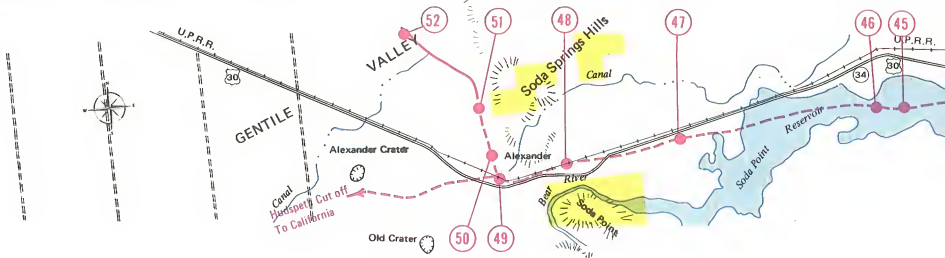 52
51
48
47
46
45
U.P.R.R.
30
VALLEY
Soda Springs Hills
Canal
U.P.R.R.
34
30
W
E
GENTILE
Reservoir
Alexander Crater
Alexander
Soda Point
River
Bear
Canal
Hudspeth Cut off
To California
Soda Point
Old Crater
50
49